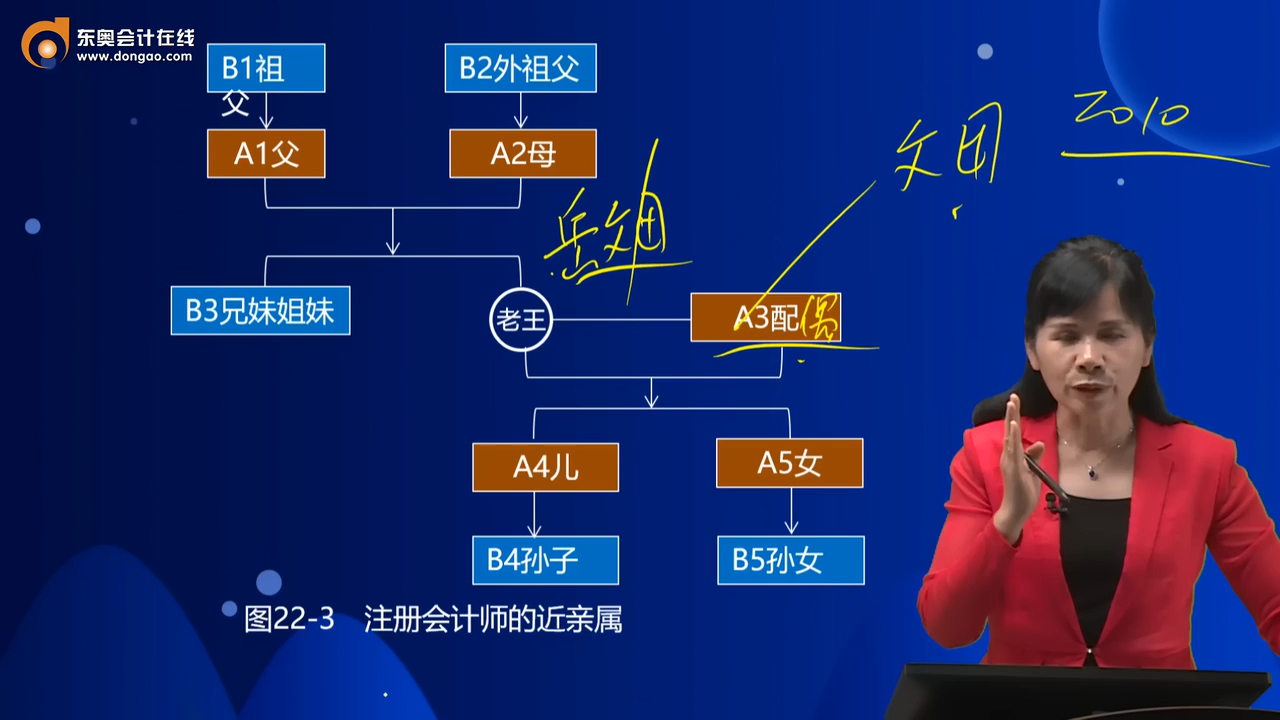 东奥会计在线
www.dongao.com
B1祖
父
B2外祖父
A1父
A2母
2010
B3兄妹姐妹
老王
A3配偶
A4儿
A5女
B4孙子
B5孙女
图22-3 注册会计师的近亲属